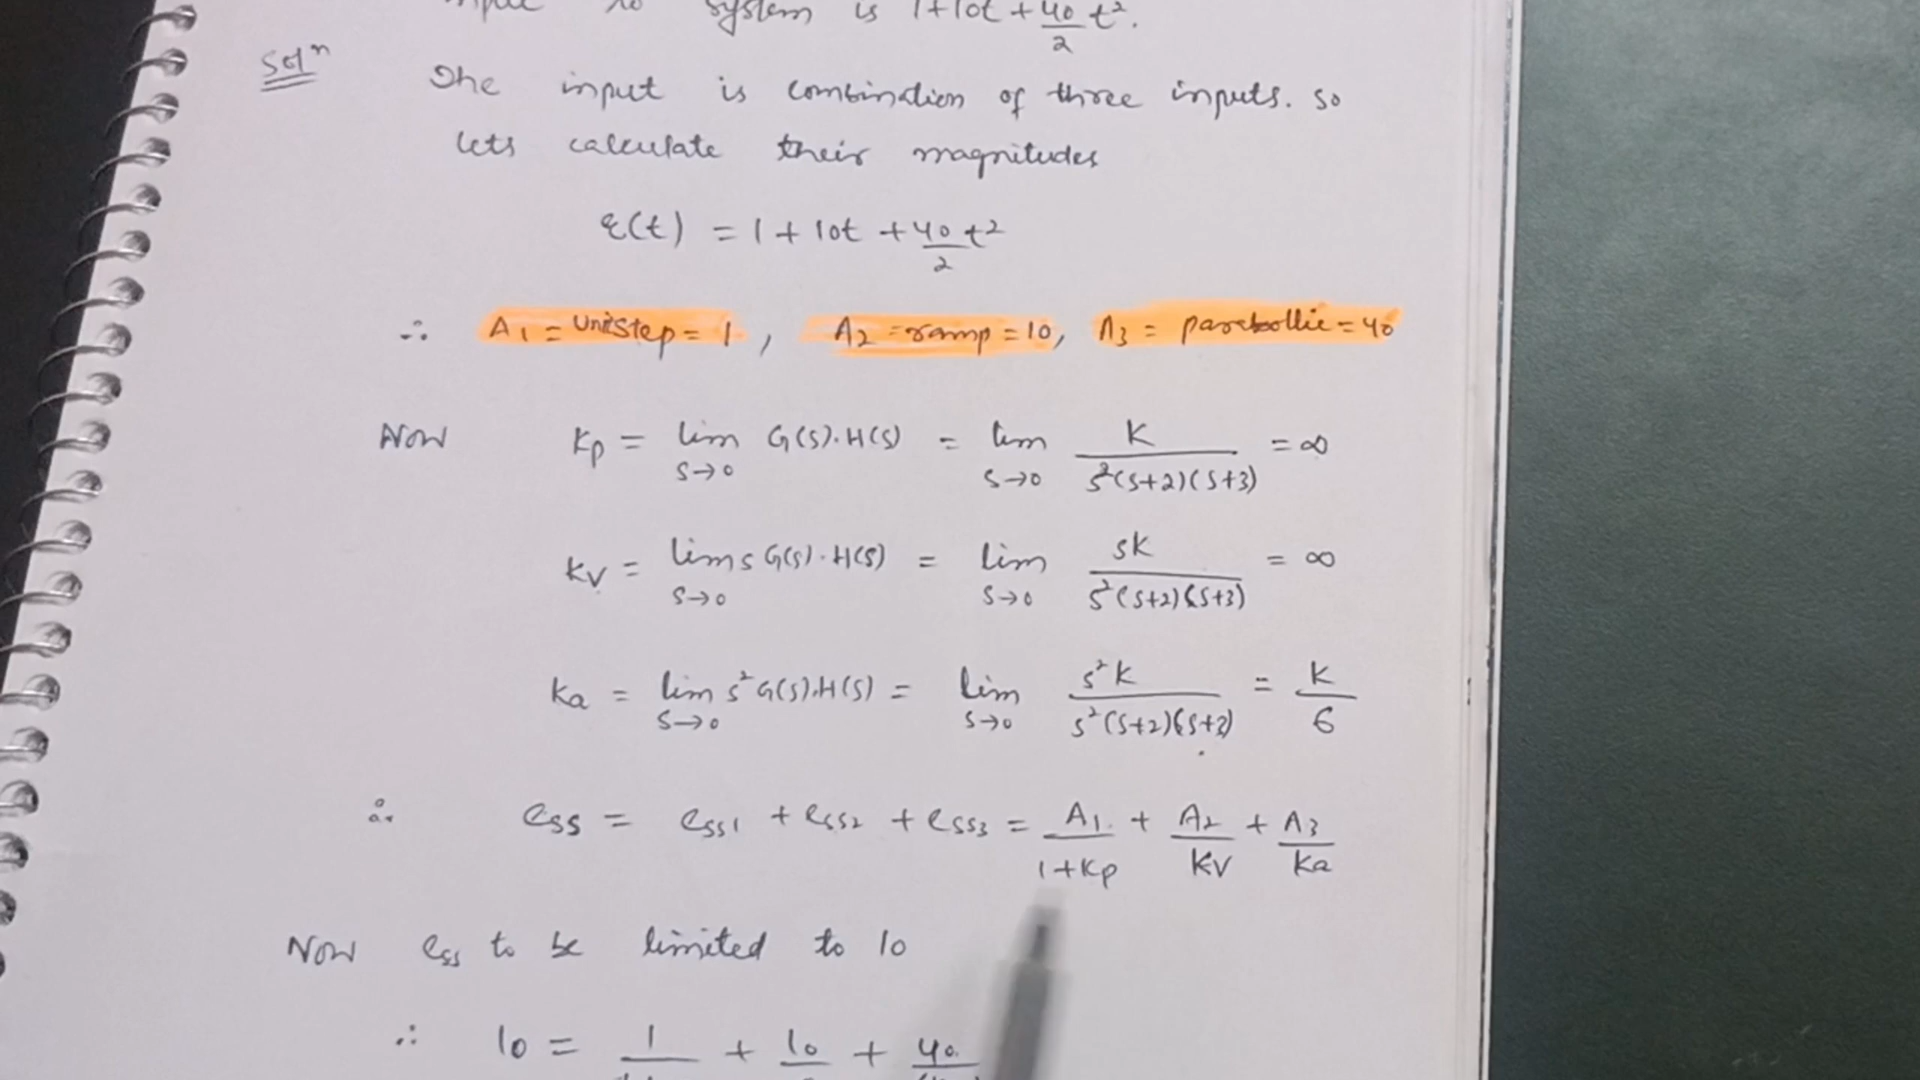 input to system is 1+10t+40/2 t².
Solⁿ
The input is combination of three inputs. so
lets calculate their magnitudes
r(t) = 1+10t+40/2 t²
∴ A1 = unistep = 1, A2 = ramp = 10, A3 = parabollic = 40
Now Kp = lim s→0 G(s).H(s) = lim s→0 K/s²(s+2)(s+3) = ∞
Kv = lim s→0 s G(s).H(s) = lim s→0 sK/s²(s+2)(s+3) = ∞
Ka = lim s→0 s² G(s).H(s) = lim s→0 s²K/s²(s+2)(s+3) = K/6
∴ ess = ess1 + ess2 + ess3 = A1/1+Kp + A2/Kv + A3/Ka
Now ess to be limited to 10
∴ 10 = 1 + 10 + 40